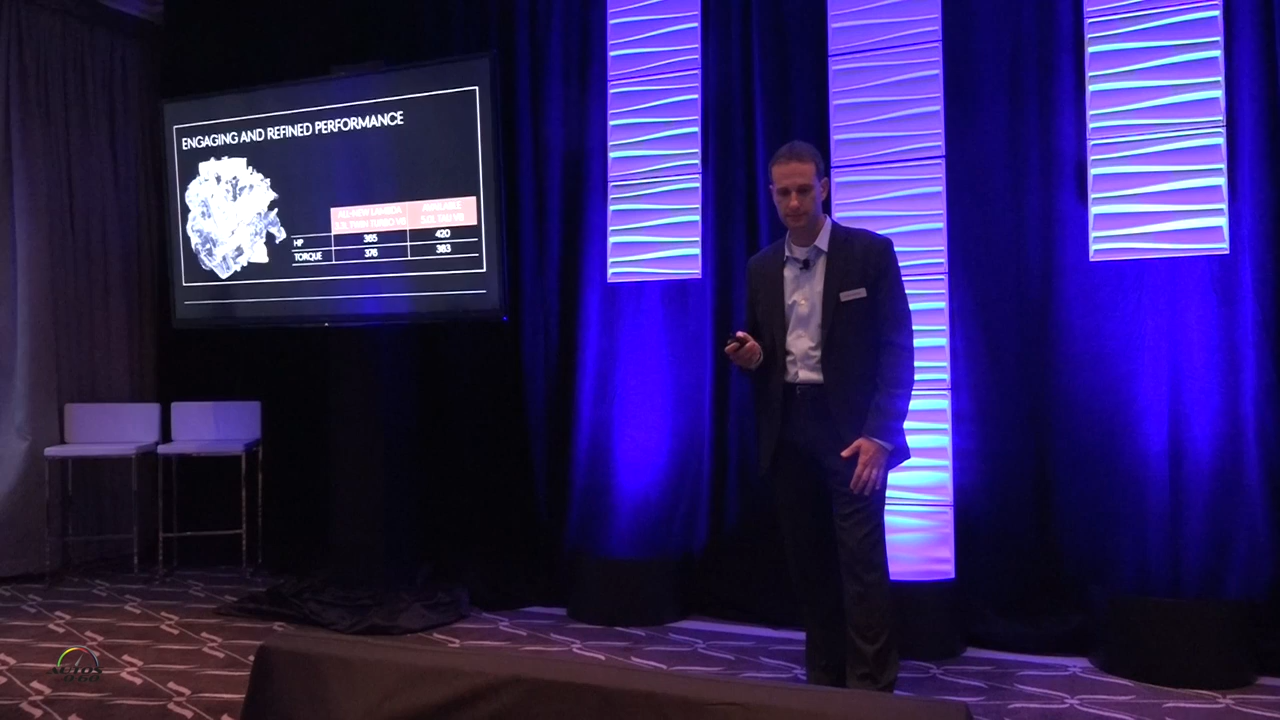 ENGAGING AND REFINED PERFORMANCE
ALL-NEW LAMBDA AVAILABLE
3.3L TWIN TURBO V6 5.0L TAU V8
HP 365 420
TORQUE 376 383